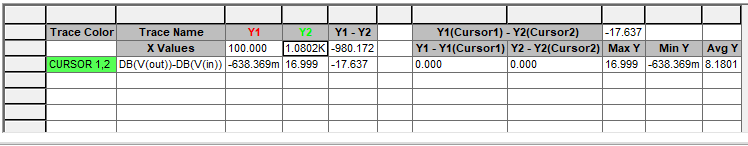 Trace Color Trace Name Y1 Y2 Y1 - Y2 Y1(Cursor1) - Y2(Cursor2) -17.637
X Values 100.000 1.0802K -980.172 Y1 - Y1(Cursor1) Y2 - Y2(Cursor2) Max Y Min Y Avg Y
CURSOR 1,2 DB(V(out))-DB(V(in)) -638.369m 16.999 -17.637 0.000 0.000 16.999 -638.369m 8.1801